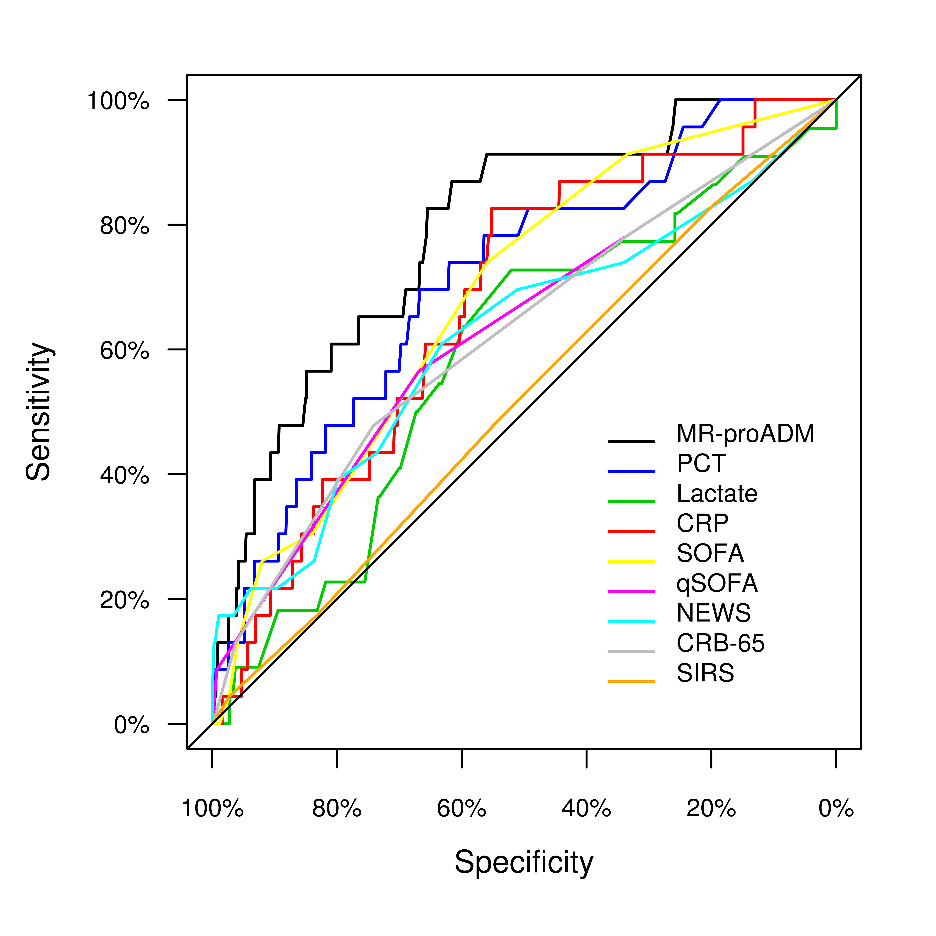 Sensitivity
100%
80%
60%
40%
20%
0%
MR-proADM
PCT
Lactate
CRP
SOFA
qSOFA
NEWS
CRB-65
SIRS
100% 80% 60% 40% 20% 0%
Specificity